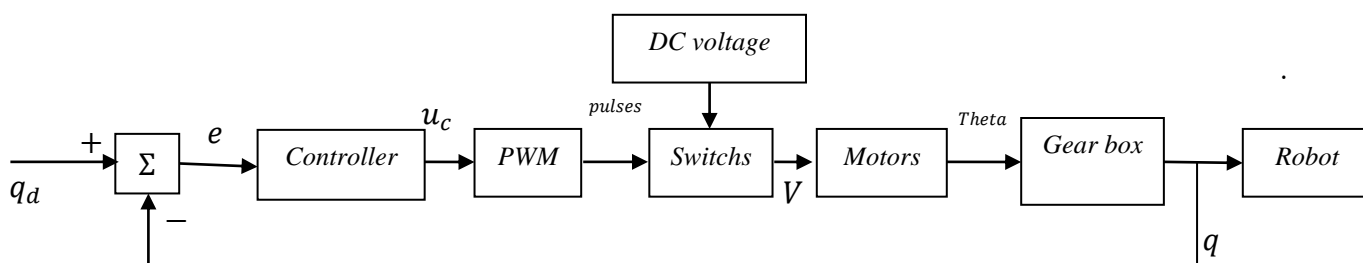 DC voltage
.
pulses
Theta
+
e
u_c
Σ
Controller
PWM
Switchs
Motors
Gear box
Robot
q_d
−
V
q